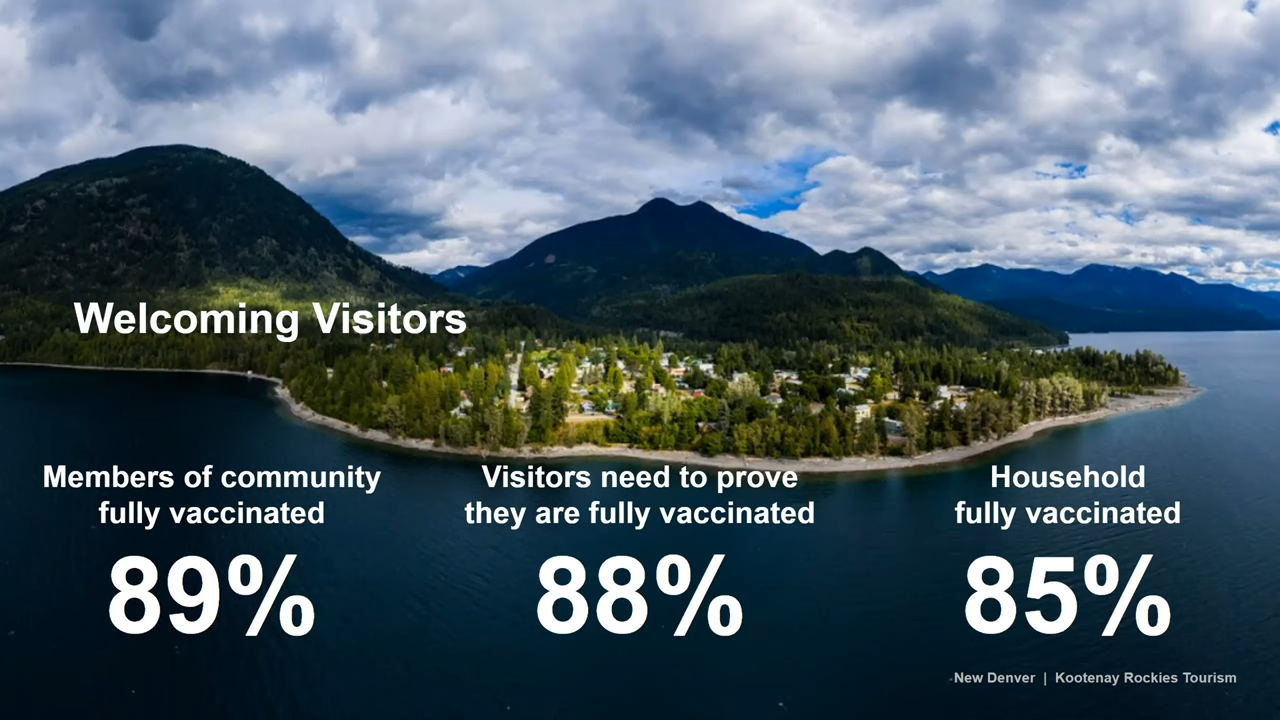 Welcoming Visitors
Members of community
fully vaccinated
89%
Visitors need to prove
they are fully vaccinated
88%
Household
fully vaccinated
85%
New Denver | Kootenay Rockies Tourism